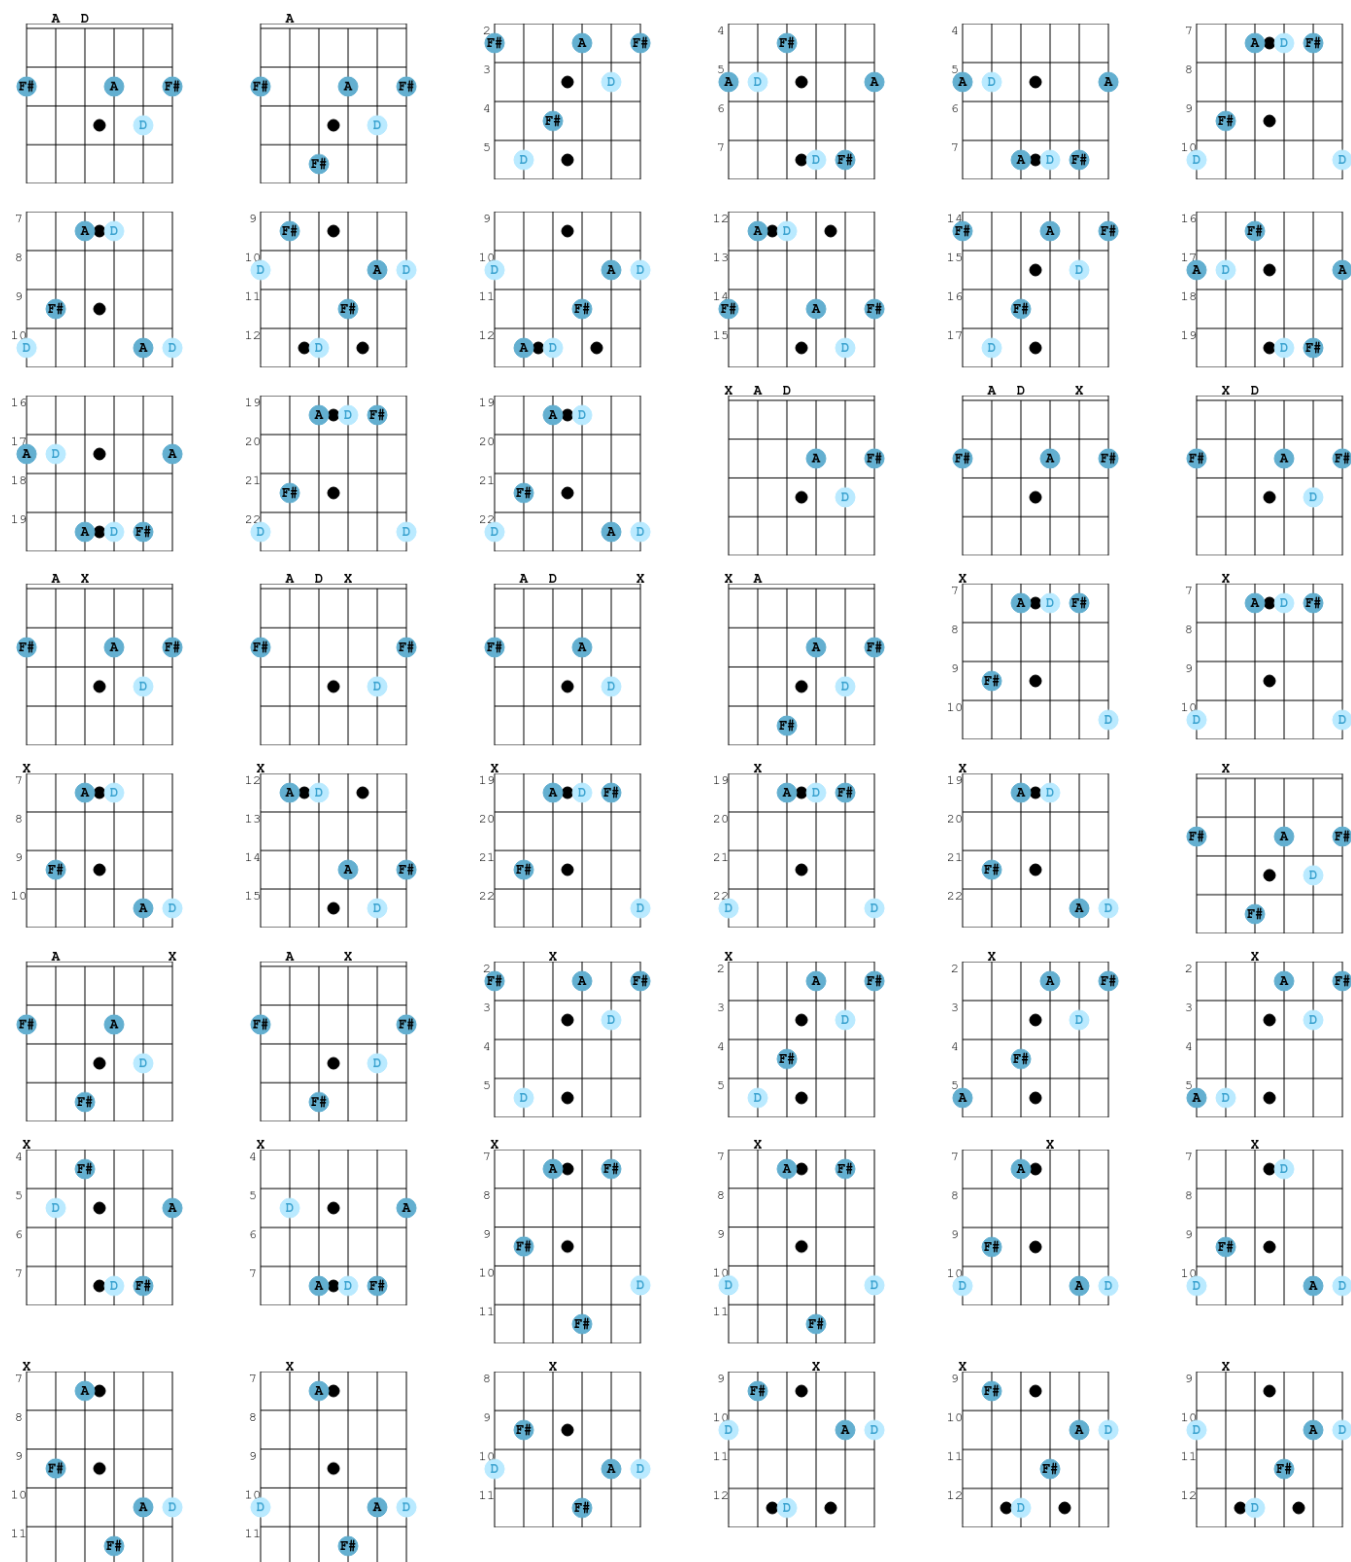 A D A
2 4 4 7
F# A F# F# A D F#
3 5 5 8
F# A F# F# A F# D A D A A D A
4 6 6 9
D D F# F#
5 7 7 10
F# D D F# A D F# D D
7 9 9 12 14 16
A D F# A D F# A F# F#
8 10 10 13 15 17
D A D D A D D A D A
9 11 11 14 16 18
F# F# F# F# A F# F#
10 12 12 15 17 19
D A D D A D D D D F#
X A D A D X X D
16 19 19
A D F# A D
17 20 20
A D A A F# F# A F# F# A F#
18 21 21
F# F# D D
19 22 22
A D F# D D D A D
A X A D X A D X X A X X
7 7
A D F# A D F#
8 8
F# A F# F# F# F# A A F#
9 9
D D D D F#
10 10
F# D D D
X X X X X X
7 12 19 19 19
A D A D A D F# A D F# A D
8 13 20 20 20
F# A F#
9 14 21 21 21
F# A F# F# F# D
10 15 22 22 22
A D D D D D A D F#
A X A X X X X X
2 2 2 2
F# A F# A F# A F# A F#
3 3 3 3
F# A F# F# D D D D
4 4 4 4
D D F# F#
5 5 5 5
F# F# D D A A D
X X X X X X
4 4 7 7 7 7
F# A F# A F# A D
5 5 8 8 8 8
D A D A
6 6 9 9 9 9
F# F# F#
7 7 10 10 10 10
D F# A D F# D D D D A D D A D
11 11
F# F#
X X X X X X
7 7 8 9 9 9
A A F# F#
8 8 9 10 10 10
F# D A D A D D A D
9 9 10 11 11 11
F# D A D F# F#
10 10 11 12 12 12
A D D A D F# D D D
11 11
F# F#